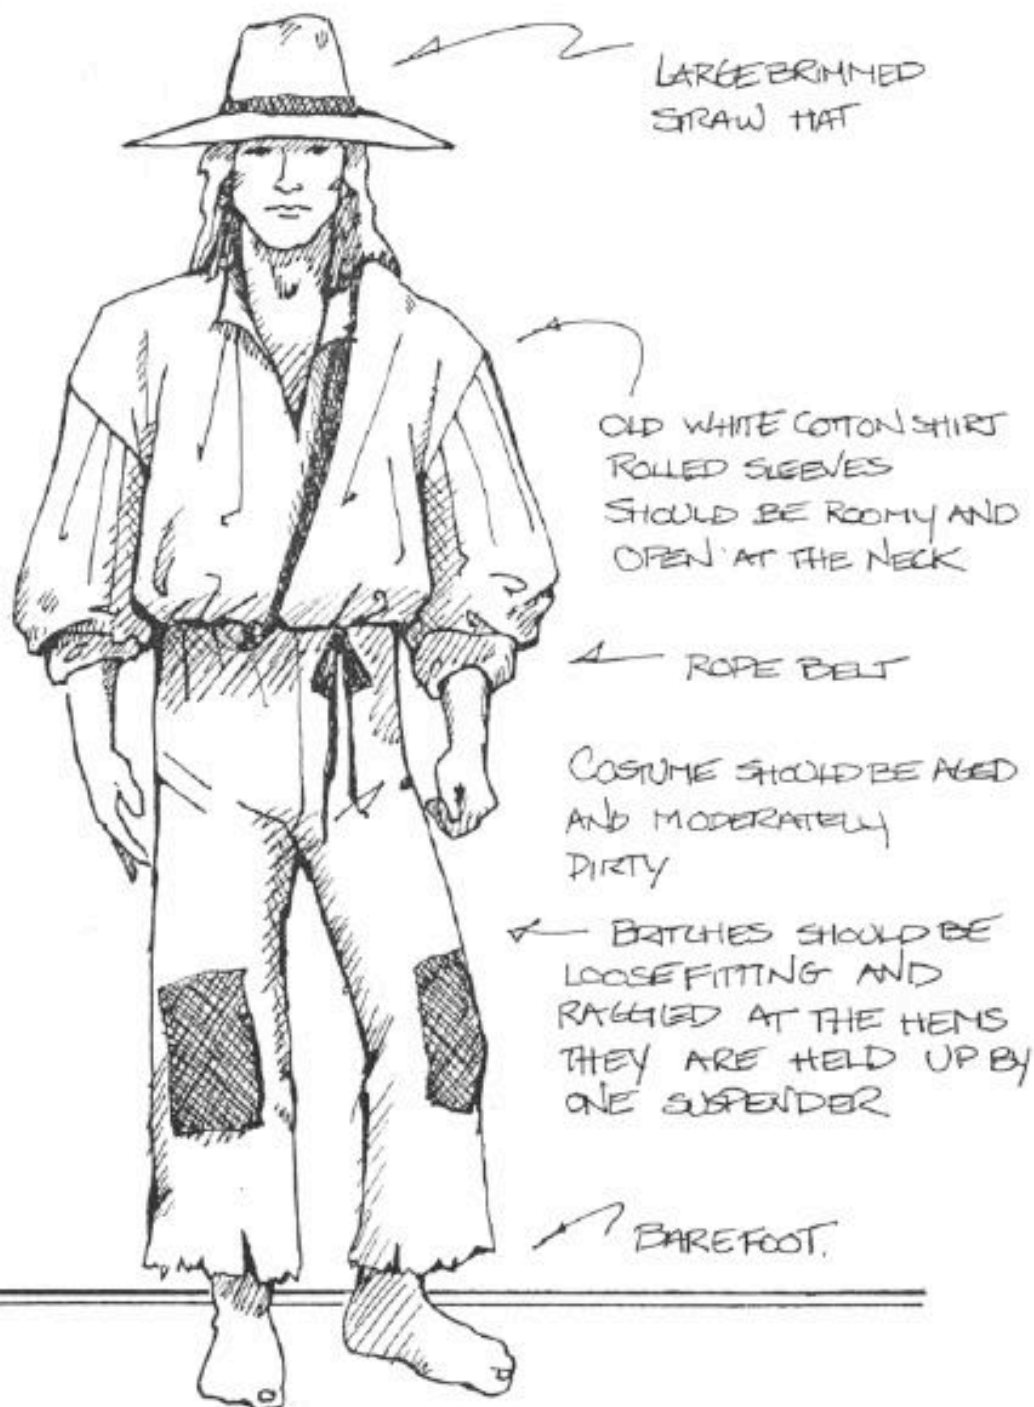 LARGE BRIMMED
STRAW HAT
OLD WHITE COTTON SHIRT
ROLLED SLEEVES
SHOULD BE ROOMY AND
OPEN AT THE NECK
ROPE BELT
COSTUME SHOULD BE AGED
AND MODERATELY
DIRTY
BRITCHES SHOULD BE
LOOSEFITTING AND
RAGGED AT THE HEMS
THEY ARE HELD UP BY
ONE SUSPENDER
BAREFOOT.